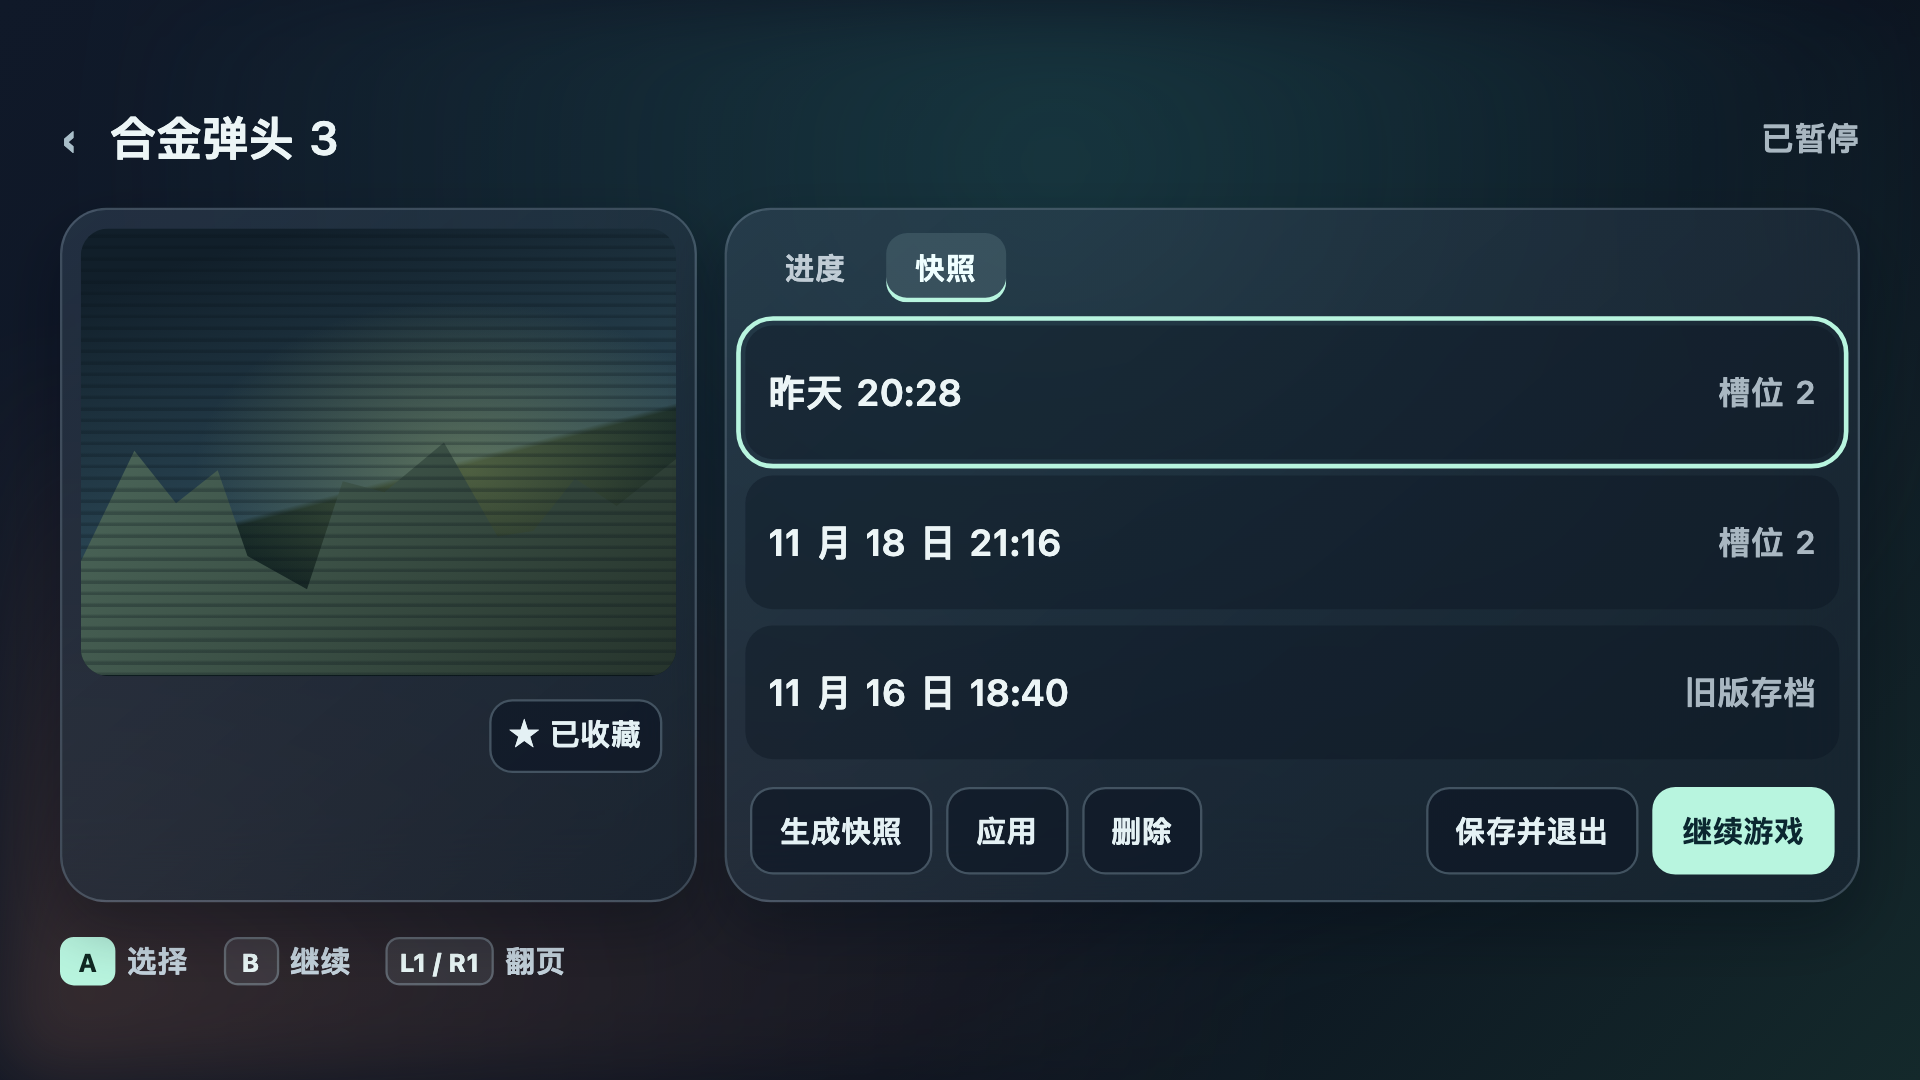 ‹ 合金弹头 3
已暂停
★ 已收藏
进度 快照
昨天 20:28 槽位 2
11 月 18 日 21:16 槽位 2
11 月 16 日 18:40 旧版存档
生成快照 应用 删除 保存并退出 继续游戏
A 选择 B 继续 L1 / R1 翻页